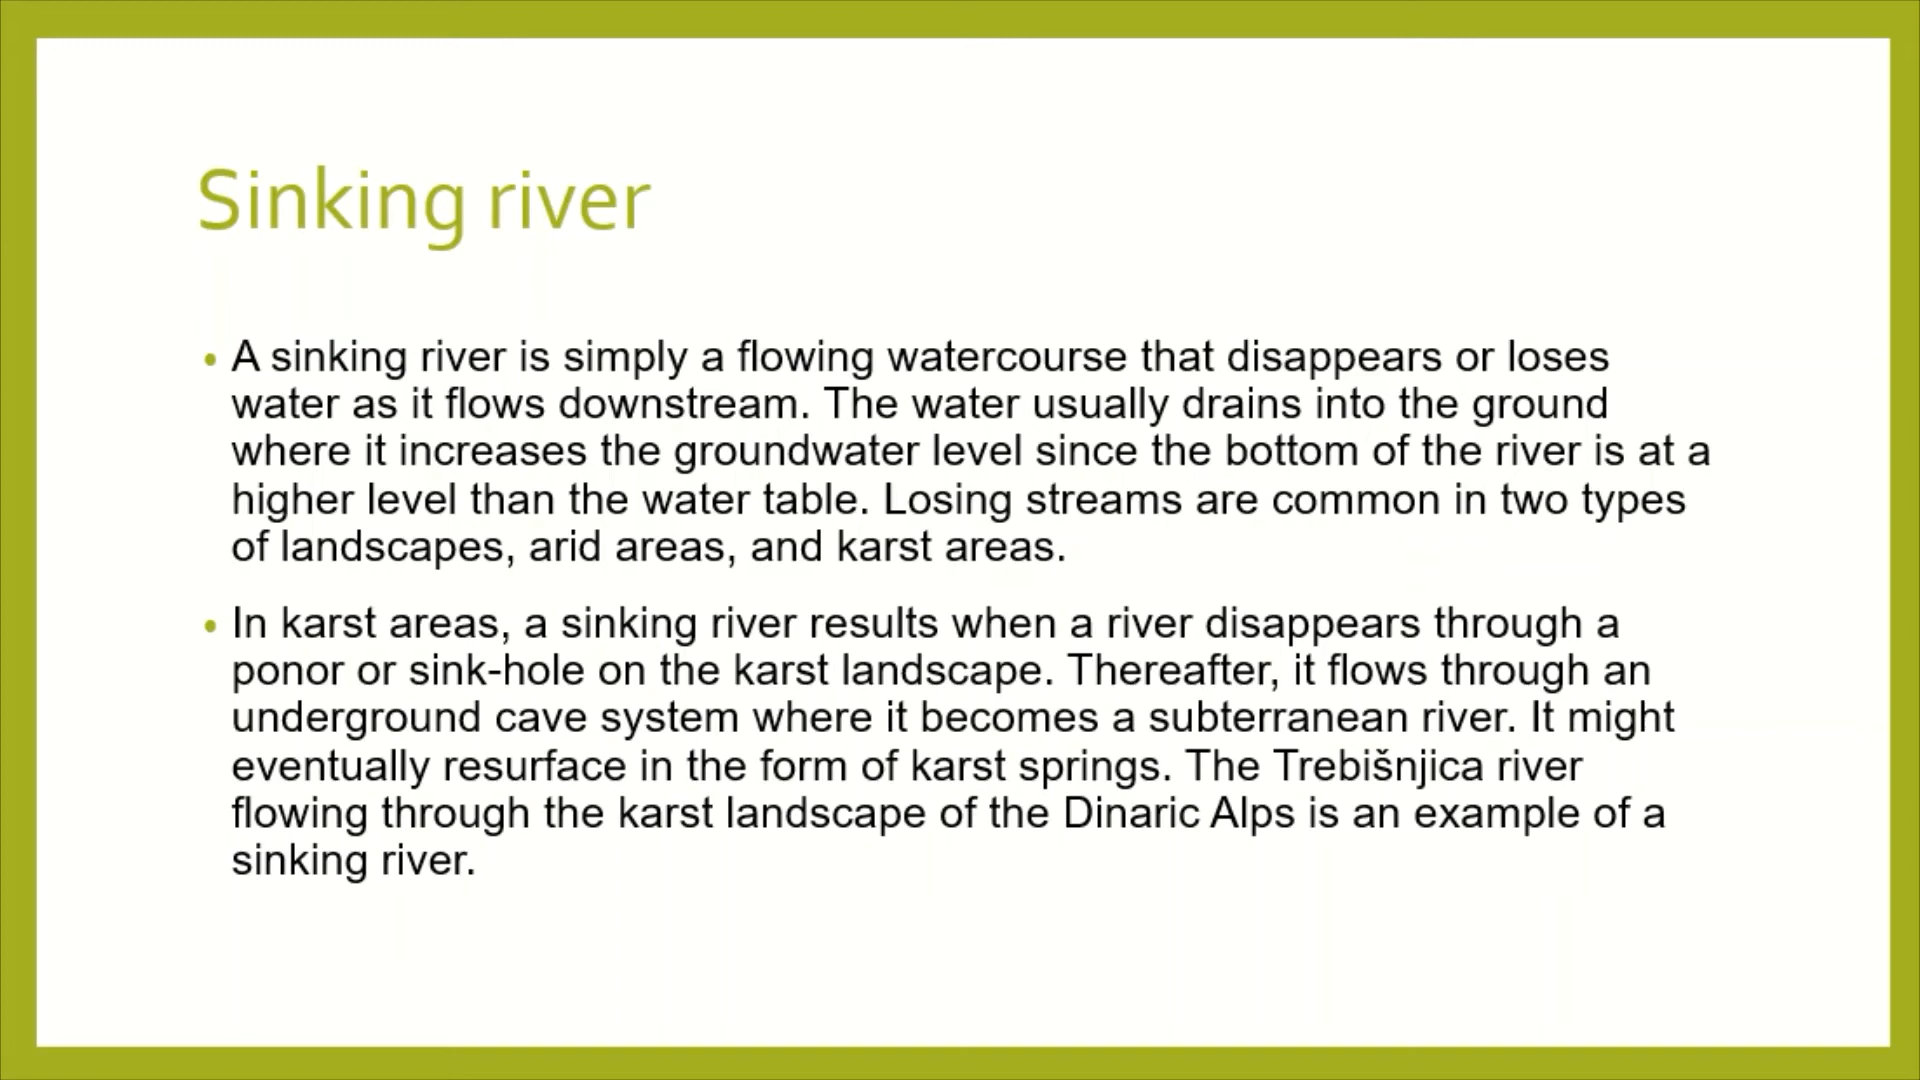 Sinking river
• A sinking river is simply a flowing watercourse that disappears or loses
water as it flows downstream. The water usually drains into the ground
where it increases the groundwater level since the bottom of the river is at a
higher level than the water table. Losing streams are common in two types
of landscapes, arid areas, and karst areas.
• In karst areas, a sinking river results when a river disappears through a
ponor or sink-hole on the karst landscape. Thereafter, it flows through an
underground cave system where it becomes a subterranean river. It might
eventually resurface in the form of karst springs. The Trebišnjica river
flowing through the karst landscape of the Dinaric Alps is an example of a
sinking river.